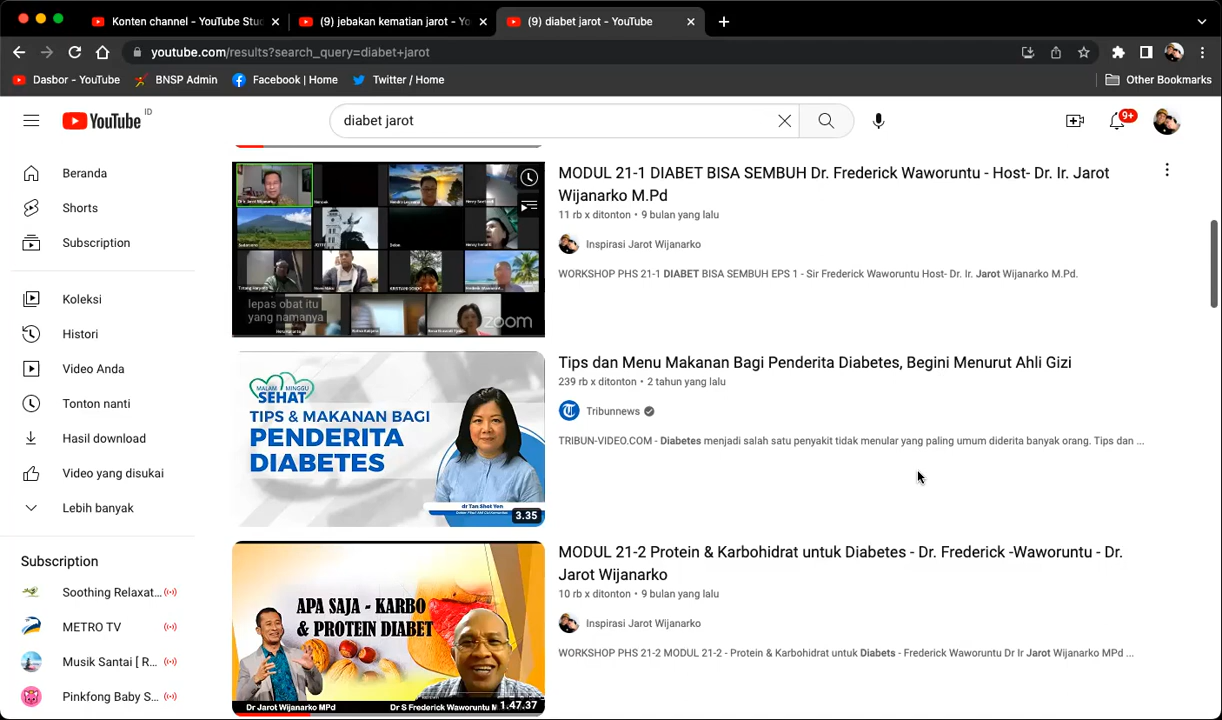 Konten channel - YouTube Stu
(9) jebakan kematian jarot - Yo
(9) diabet jarot - YouTube
youtube.com/results?search_query=diabet+jarot
Dasbor - YouTube
BNSP Admin
Facebook | Home
Twitter / Home
Other Bookmarks
YouTube ID
diabet jarot
9+
Beranda
Shorts
Subscription
Koleksi
Histori
Video Anda
Tonton nanti
Hasil download
Video yang disukai
Lebih banyak
Subscription
Soothing Relaxat...
METRO TV
Musik Santai [ R...
Pinkfong Baby S...
lepas obat itu
yang namanya
zoom
MODUL 21-1 DIABET BISA SEMBUH Dr. Frederick Waworuntu - Host- Dr. Ir. Jarot
Wijanarko M.Pd
11 rb x ditonton • 9 bulan yang lalu
Inspirasi Jarot Wijanarko
WORKSHOP PHS 21-1 DIABET BISA SEMBUH EPS 1 - Sir Frederick Waworuntu Host- Dr. Ir. Jarot Wijanarko M.Pd.
MALAM MINGGU
SEHAT
TIPS & MAKANAN BAGI
PENDERITA
DIABETES
dr Tan Shot Yen
3.35
Tips dan Menu Makanan Bagi Penderita Diabetes, Begini Menurut Ahli Gizi
239 rb x ditonton • 2 tahun yang lalu
Tribunnews
TRIBUN-VIDEO.COM - Diabetes menjadi salah satu penyakit tidak menular yang paling umum diderita banyak orang. Tips dan ...
APA SAJA - KARBO
& PROTEIN DIABET
Dr Jarot Wijanarko MPd
Dr S Frederick Waworuntu
1.47.37
MODUL 21-2 Protein & Karbohidrat untuk Diabetes - Dr. Frederick -Waworuntu - Dr.
Jarot Wijanarko
10 rb x ditonton • 9 bulan yang lalu
Inspirasi Jarot Wijanarko
WORKSHOP PHS 21-2 MODUL 21-2 - Protein & Karbohidrat untuk Diabets - Frederick Waworuntu Dr Ir Jarot Wijanarko MPd ...